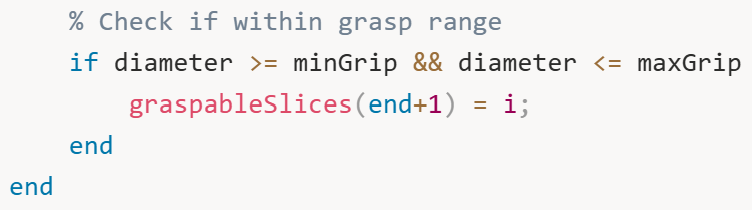 % Check if within grasp range
if diameter >= minGrip && diameter <= maxGrip
graspableSlices(end+1) = i;
end
end